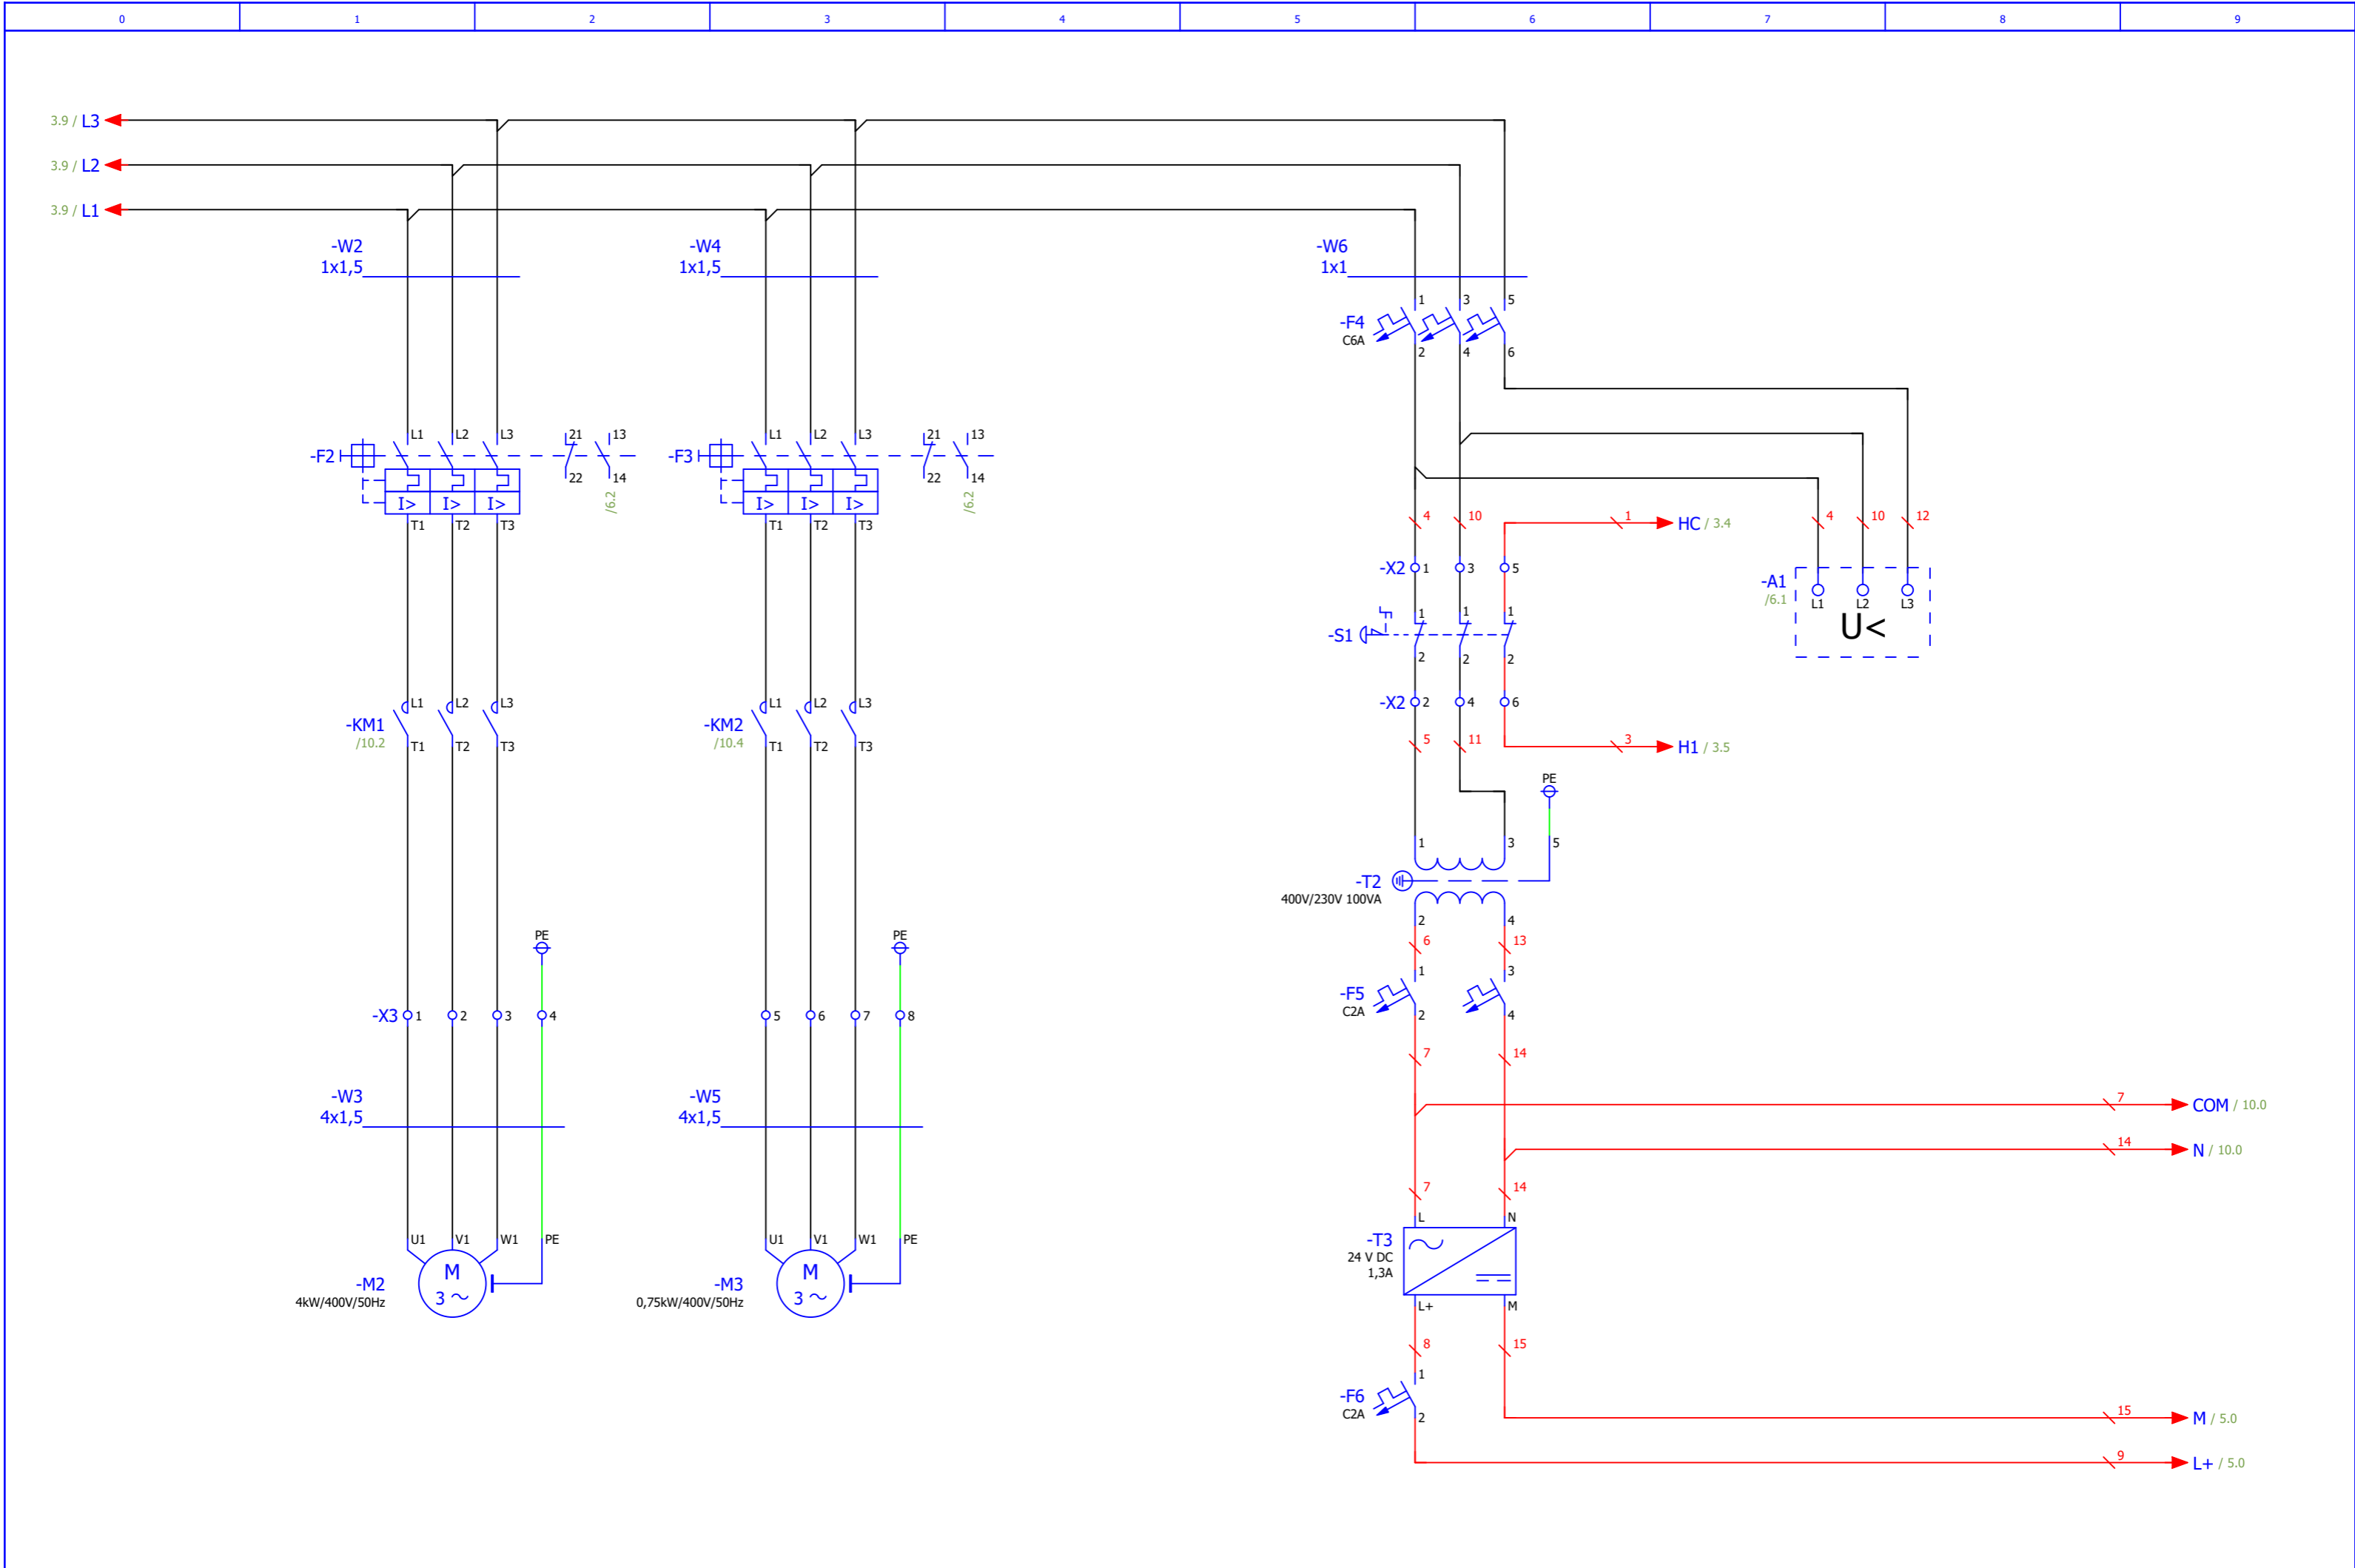 0 1 2 3 4 5 6 7 8 9
3.9 / L3
3.9 / L2
3.9 / L1
-W2
1x1,5
-W4
1x1,5
-W6
1x1
1 3 5
-F4
C6A
2 4 6
-F2 L1 L2 L3 21 13
I> I> I> 22 14
T1 T2 T3
/6.2
-F3 L1 L2 L3 21 13
I> I> I> 22 14
T1 T2 T3
/6.2
4 10 1 HC / 3.4
4 10 12
-X2 1 3 5
-A1
/6.1
L1 L2 L3
U<
1 1 1
-S1
2 2 2
-X2 2 4 6
5 11 3 H1 / 3.5
-KM1 L1 L2 L3
/10.2 T1 T2 T3
-KM2 L1 L2 L3
/10.4 T1 T2 T3
PE
1 3 5
-T2
400V/230V 100VA
2 4
6 13
1 3
-F5
C2A
2 4
7 14
PE
-X3 1 2 3 4
PE
5 6 7 8
-W3
4x1,5
-W5
4x1,5
7 COM / 10.0
14 N / 10.0
7 14
L N
-T3
24 V DC
1,3A
L+ M
U1 V1 W1 PE
-M2 M
4kW/400V/50Hz 3 ~
U1 V1 W1 PE
-M3 M
0,75kW/400V/50Hz 3 ~
8 15
1
-F6
C2A
2
15 M / 5.0
9 L+ / 5.0